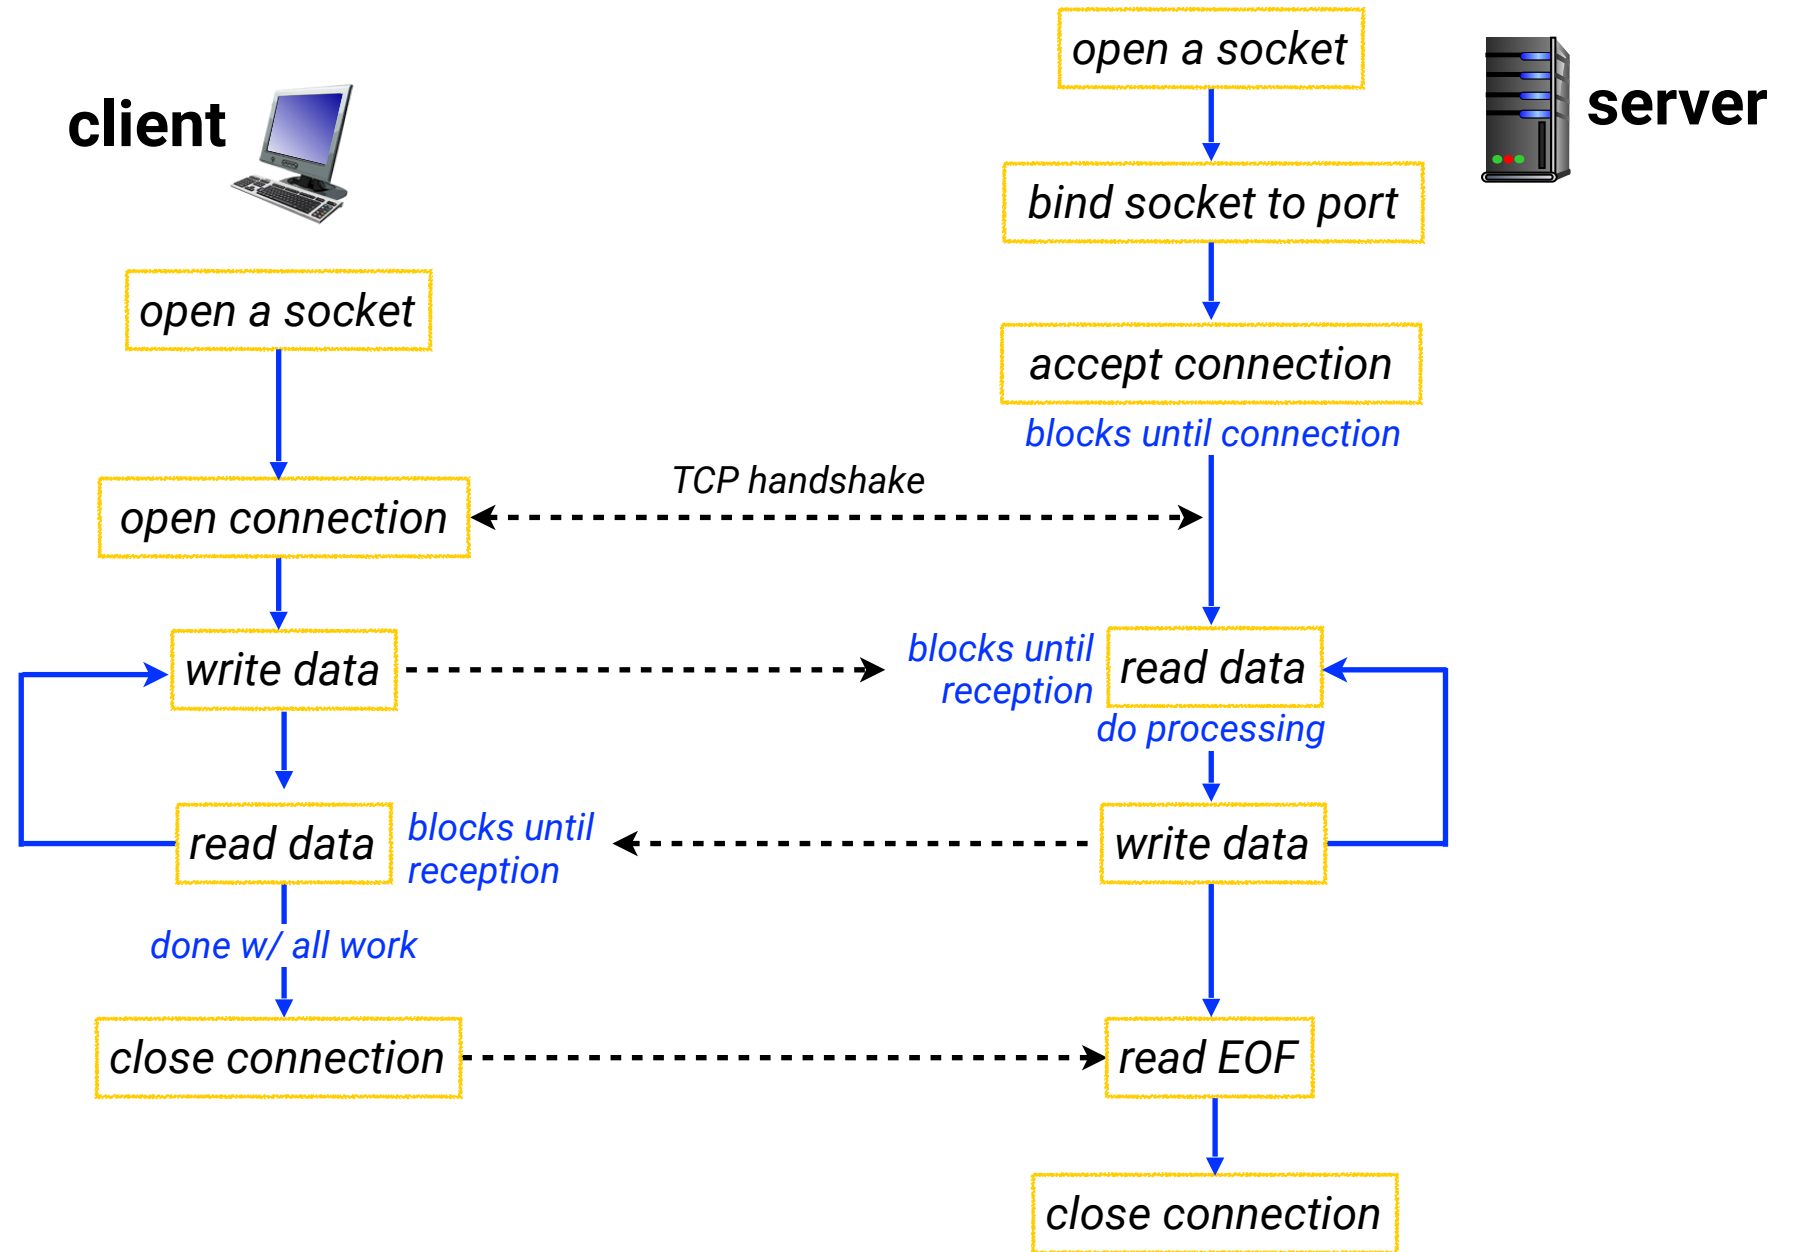 open a socket
client
server
bind socket to port
open a socket
accept connection
blocks until connection
TCP handshake
open connection
write data
blocks until
reception
read data
do processing
read data
blocks until
reception
write data
done w/ all work
close connection
read EOF
close connection